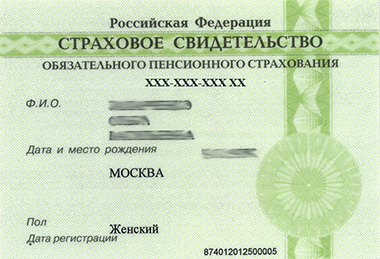 Российская Федерация
СТРАХОВОЕ СВИДЕТЕЛЬСТВО
ОБЯЗАТЕЛЬНОГО ПЕНСИОННОГО СТРАХОВАНИЯ
XXX-XXX-XXX XX
Ф.И.О.
Дата и место рождения
МОСКВА
Пол Женский
Дата регистрации
874012012500005